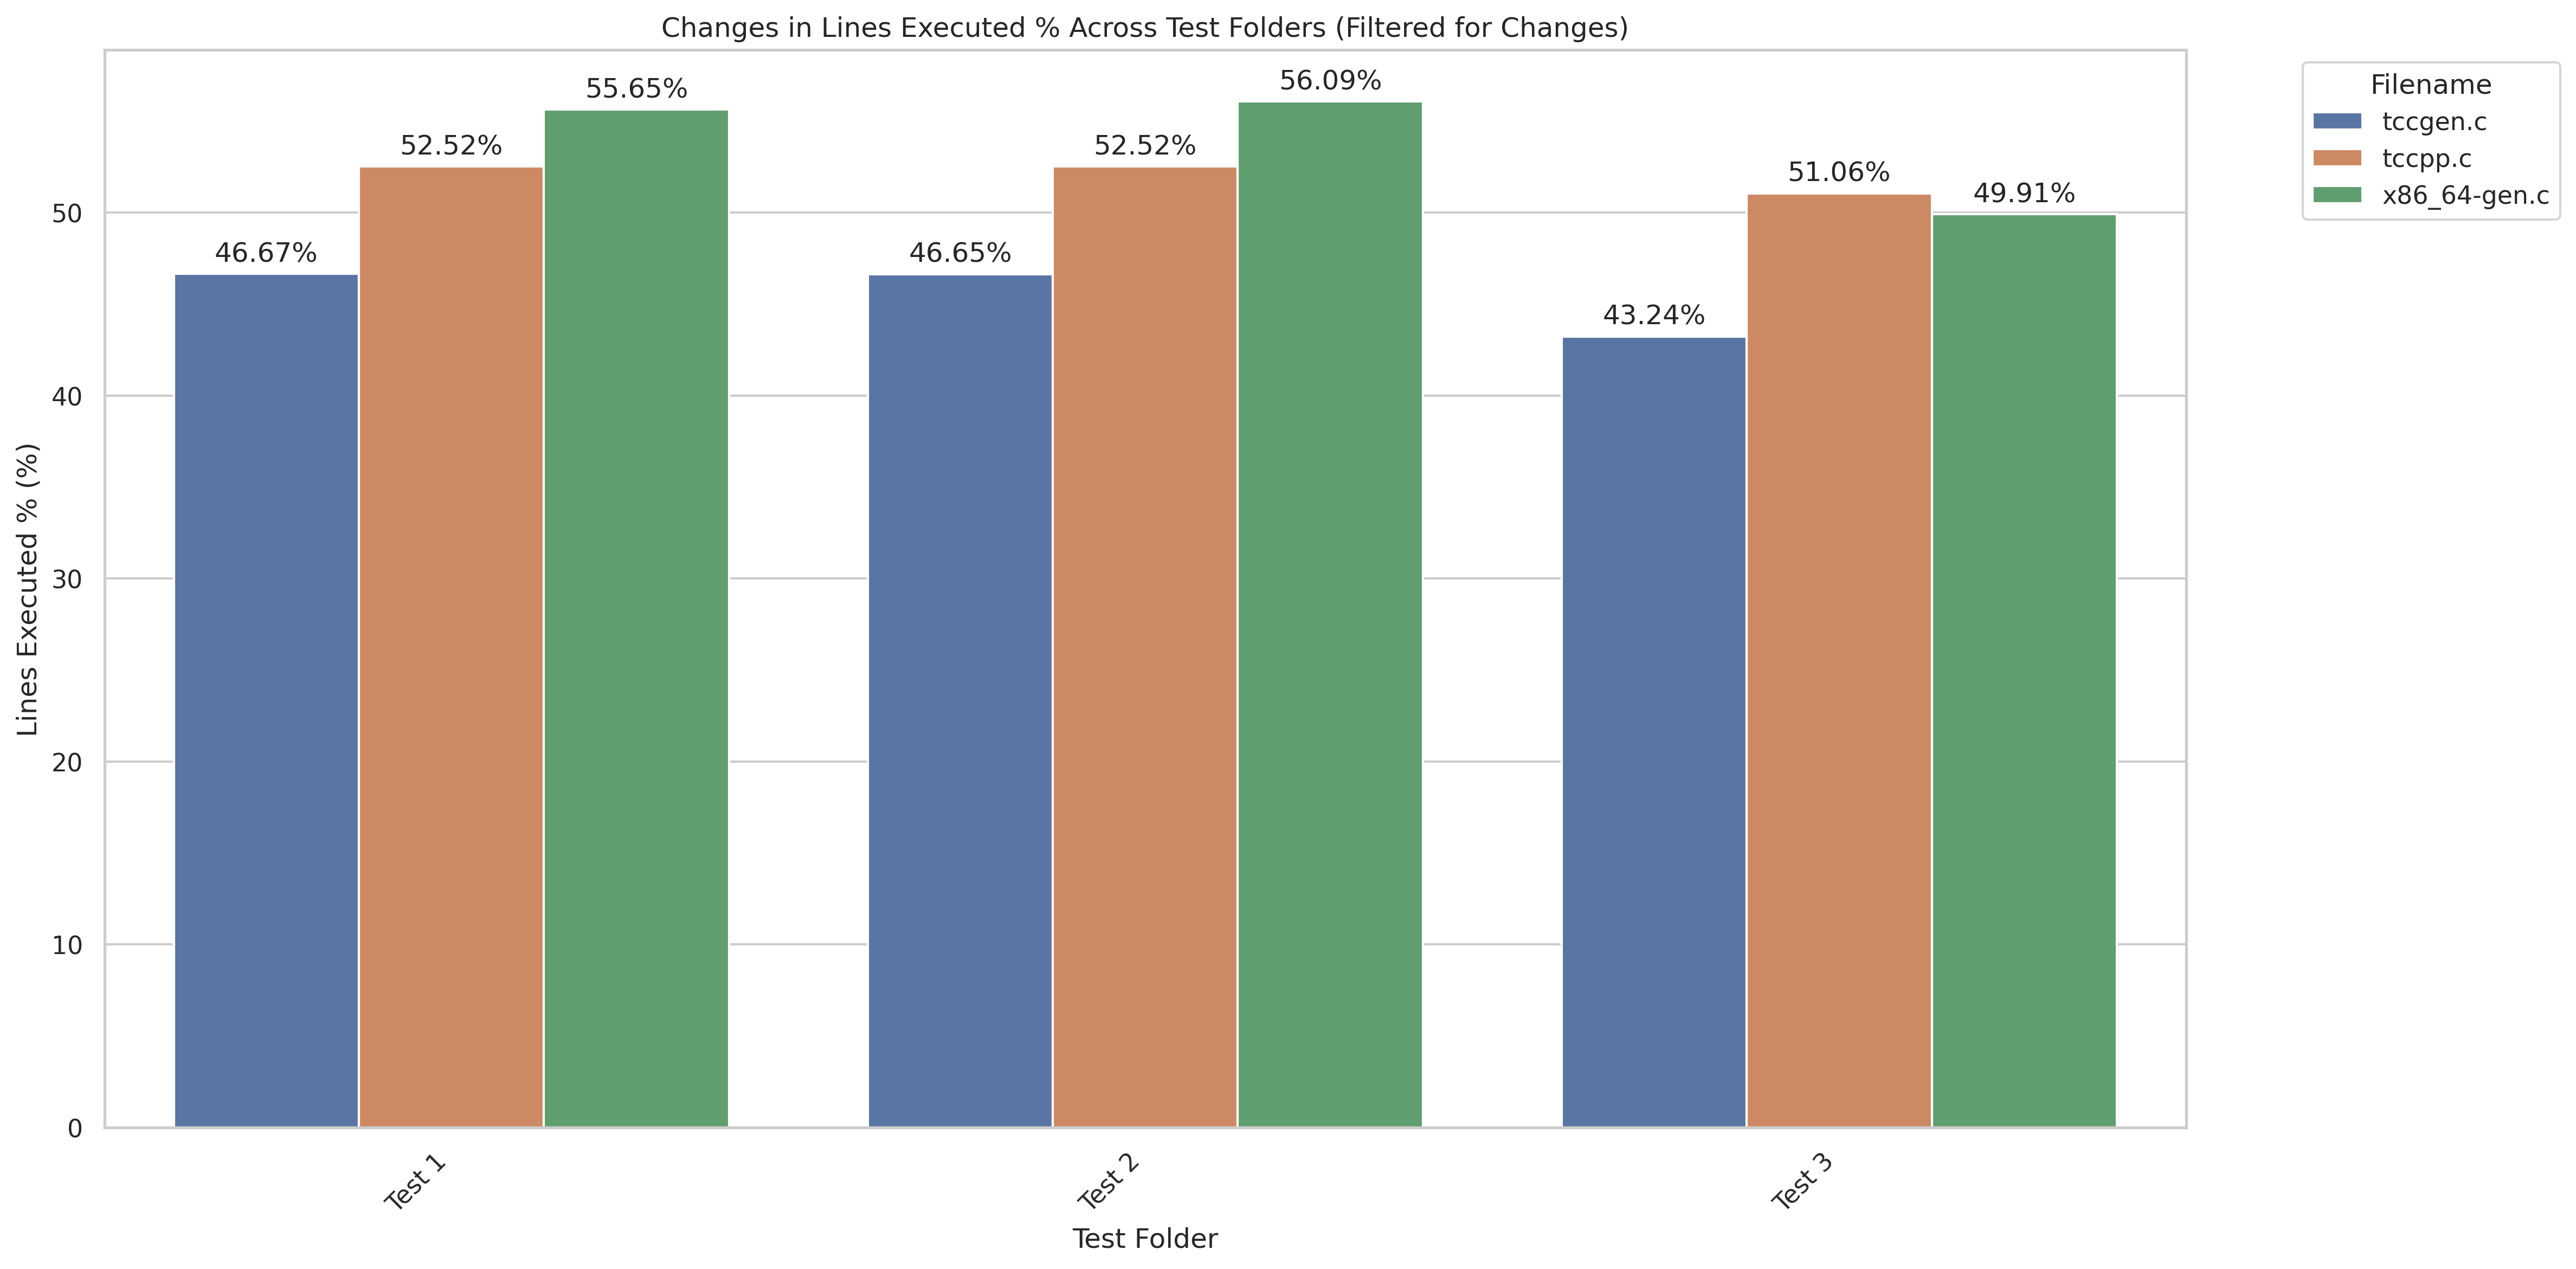 Changes in Lines Executed % Across Test Folders (Filtered for Changes)
Filename
tccgen.c
tccpp.c
x86_64-gen.c
Lines Executed % (%)
50
40
30
20
10
0
46.67%
52.52%
55.65%
46.65%
52.52%
56.09%
43.24%
51.06%
49.91%
Test 1
Test 2
Test 3
Test Folder